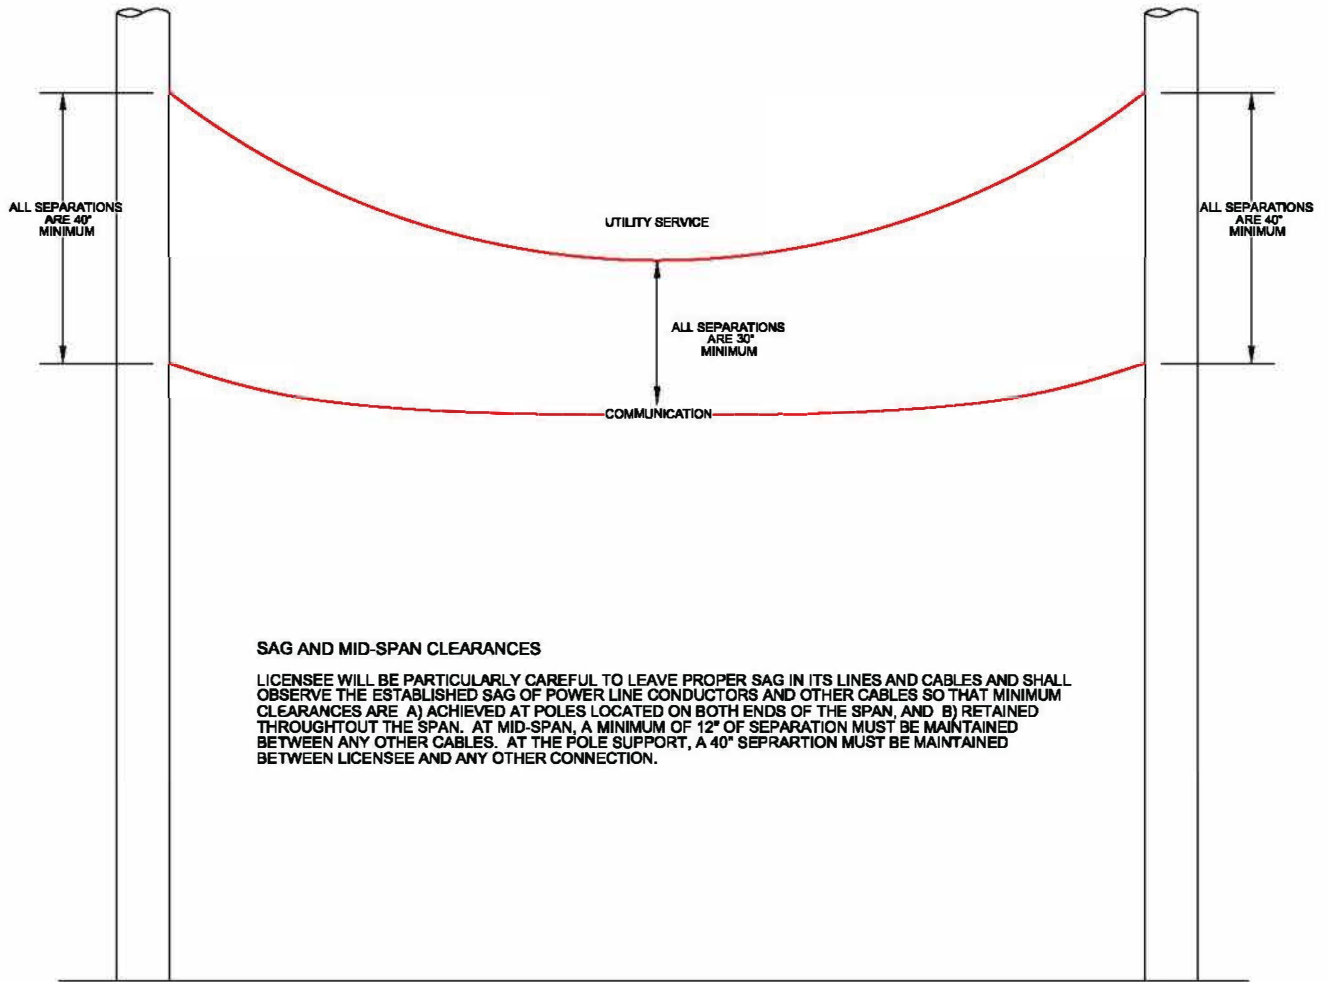 ALL SEPARATIONS
ARE 40"
MINIMUM
UTILITY SERVICE
ALL SEPARATIONS
ARE 40"
MINIMUM
ALL SEPARATIONS
ARE 30"
MINIMUM
COMMUNICATION
SAG AND MID-SPAN CLEARANCES
LICENSEE WILL BE PARTICULARLY CAREFUL TO LEAVE PROPER SAG IN ITS LINES AND CABLES AND SHALL
OBSERVE THE ESTABLISHED SAG OF POWER LINE CONDUCTORS AND OTHER CABLES SO THAT MINIMUM
CLEARANCES ARE A) ACHIEVED AT POLES LOCATED ON BOTH ENDS OF THE SPAN, AND B) RETAINED
THROUGHTOUT THE SPAN. AT MID-SPAN, A MINIMUM OF 12" OF SEPARATION MUST BE MAINTAINED
BETWEEN ANY OTHER CABLES. AT THE POLE SUPPORT, A 40" SEPRARTION MUST BE MAINTAINED
BETWEEN LICENSEE AND ANY OTHER CONNECTION.